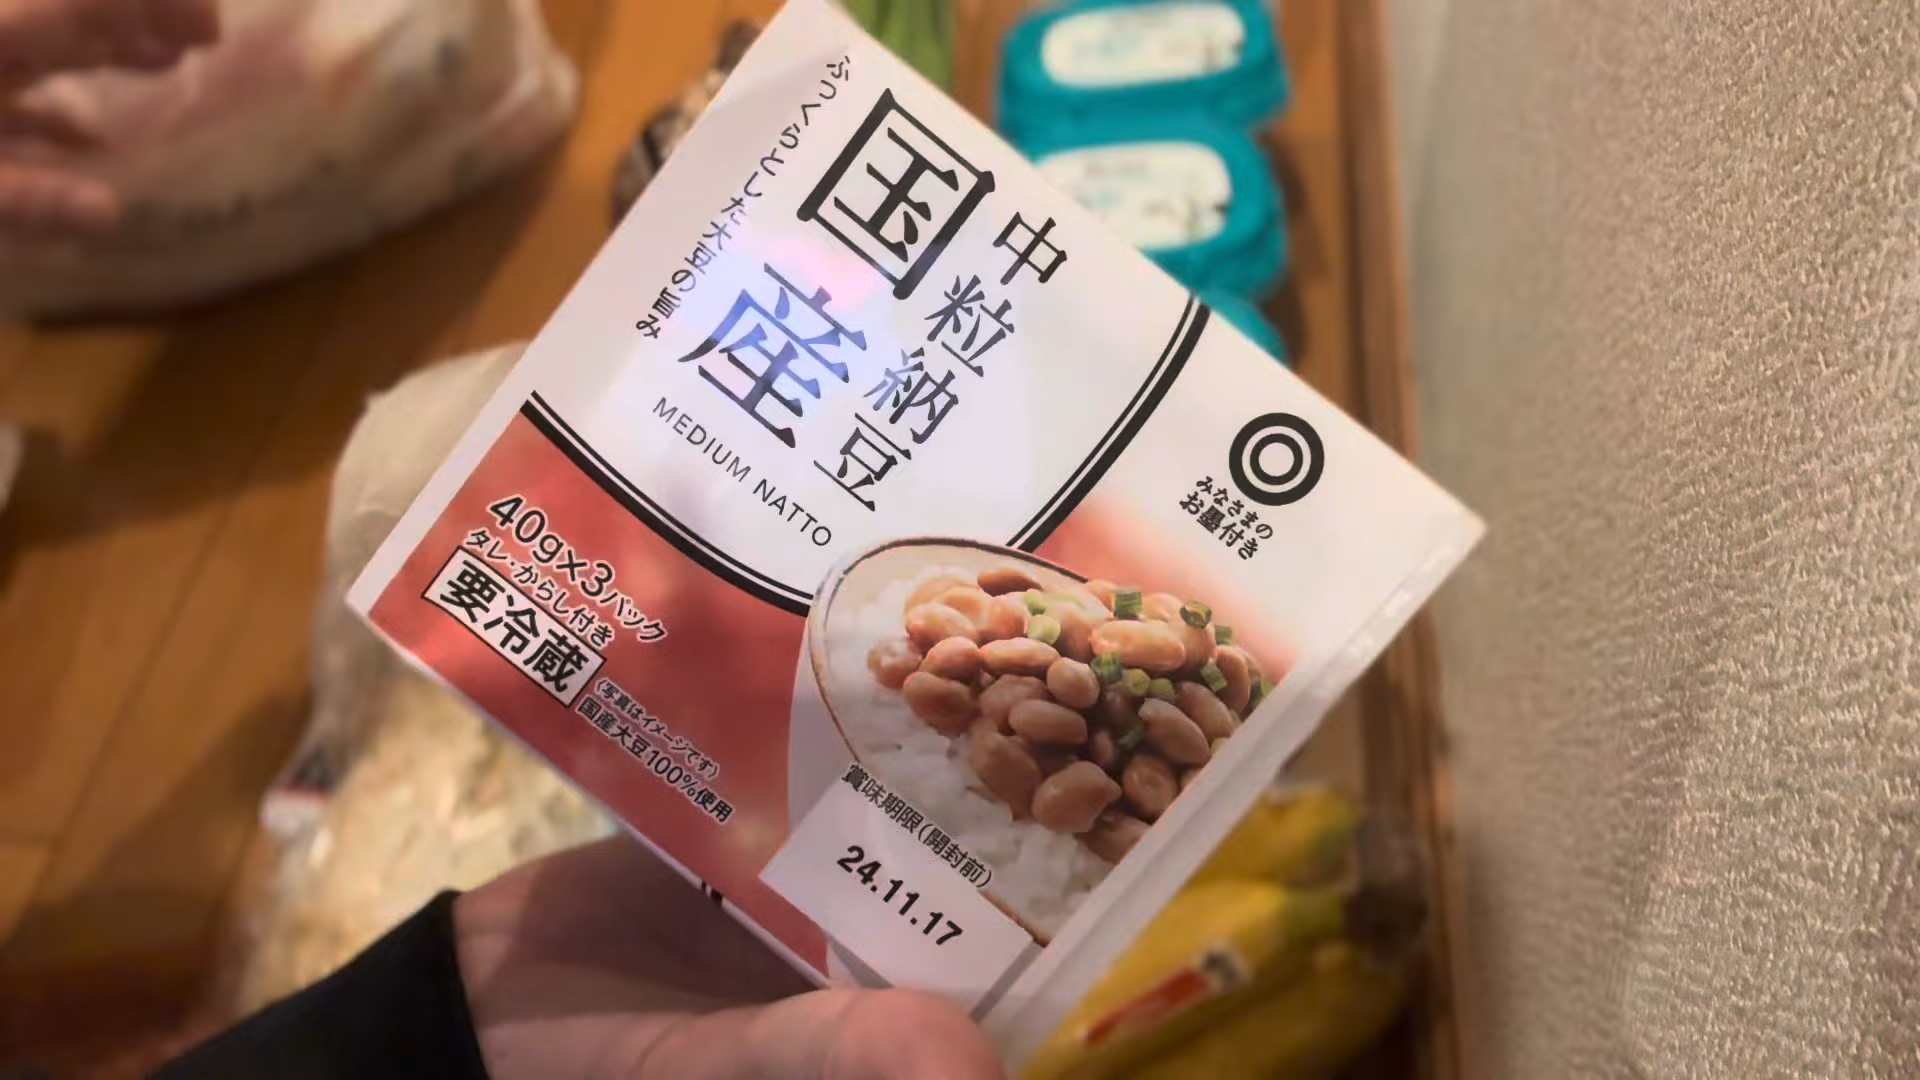 国産
中粒納豆
ふっくらとした大豆の旨み
MEDIUM NATTO
みなさまの
お墨付き
40g×3パック
タレ・からし付き
要冷蔵
(写真はイメージです)
国産大豆100%使用
賞味期限(開封前)
24.11.17